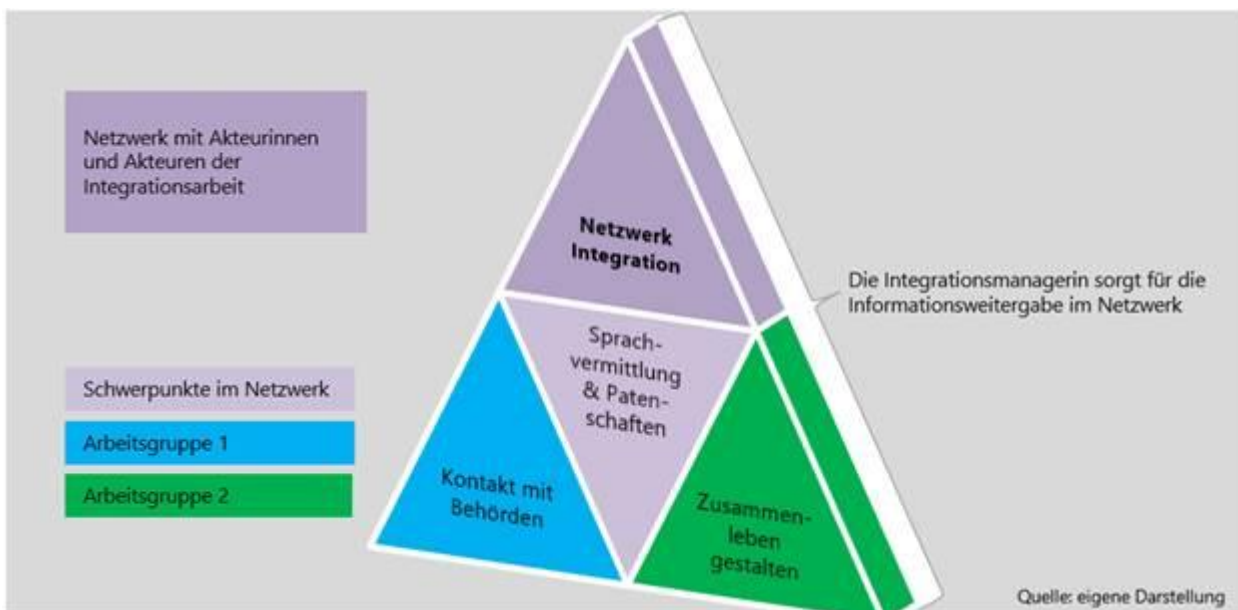 Netzwerk mit Akteurinnen
und Akteuren der
Integrationsarbeit
Schwerpunkte im Netzwerk
Arbeitsgruppe 1
Arbeitsgruppe 2
Netzwerk
Integration
Sprach-
vermittlung
& Paten-
schaften
Kontakt mit
Behörden
Zusammen-
leben
gestalten
Die Integrationsmanagerin sorgt für die
Informationsweitergabe im Netzwerk
Quelle: eigene Darstellung